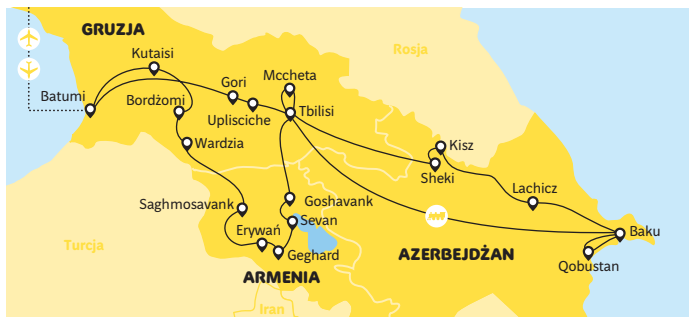 GRUZJA
Rosja
Kutaisi
Mccheta
Gori
Batumi
Bordżomi
Uplisciche
Tbilisi
Wardzia
Kisz
Sheki
Saghmosavank
Goshavank
Lachicz
Sevan
Erywań
Baku
Turcja
Geghard
AZERBEJDŻAN
Qobustan
ARMENIA
Iran